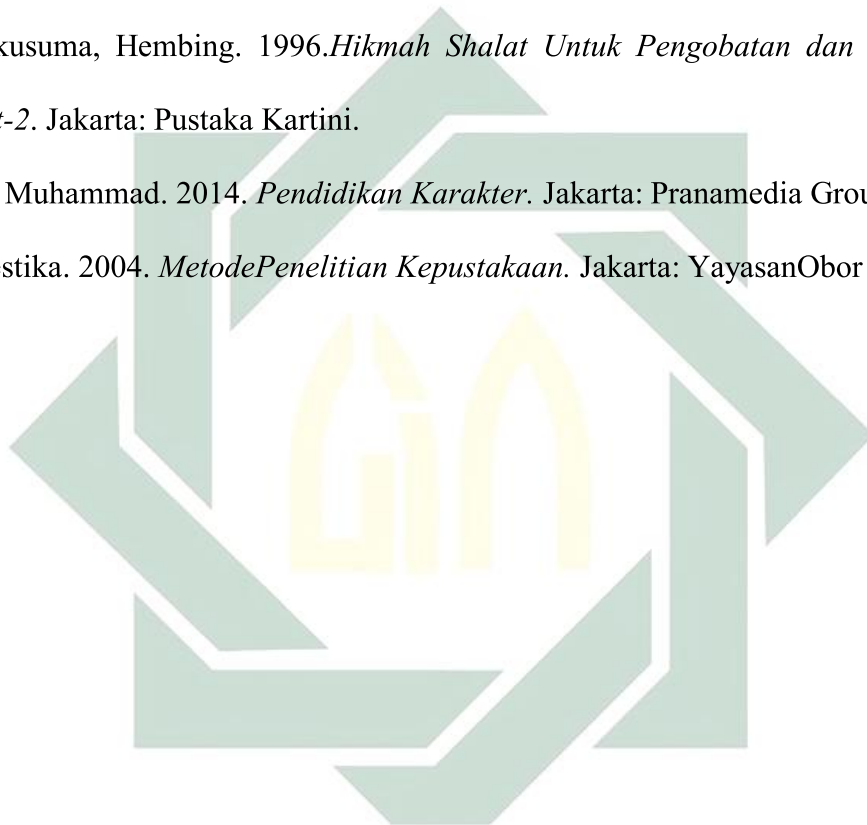 kusuma, Hembing. 1996.Hikmah Shalat Untuk Pengobatan dan
t-2. Jakarta: Pustaka Kartini.
Muhammad. 2014. Pendidikan Karakter. Jakarta: Pranamedia Grou
estika. 2004. MetodePenelitian Kepustakaan. Jakarta: YayasanObor